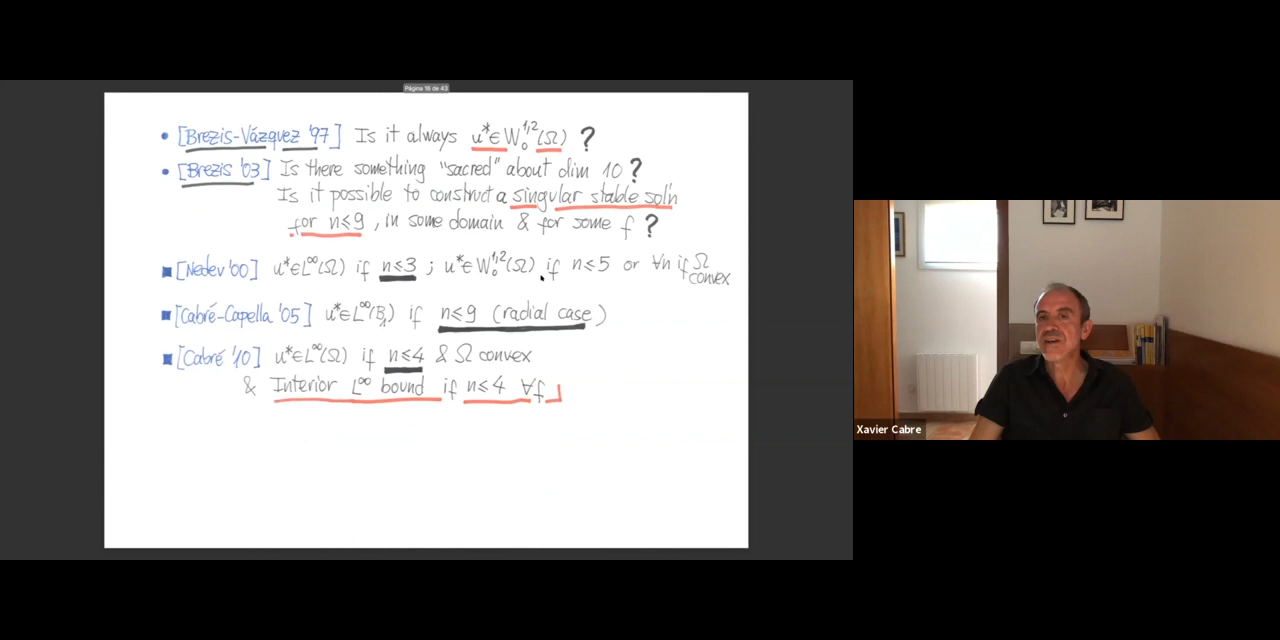 Página 16 de 43
• [Brezis-Vázquez '97] Is it always u* ∈ W₀^{1,2}(Ω) ?
• [Brezis '03] Is there something "sacred" about dim 10 ?
Is it possible to construct a singular stable sol'n
for n ≤ 9, in some domain & for some f ?
■ [Nedev '00] u* ∈ L^∞(Ω) if n ≤ 3 ; u* ∈ W₀^{1,2}(Ω) if n ≤ 5 or ∀n if Ω convex
■ [Cabré-Capella '05] u* ∈ L^∞(B₁) if n ≤ 9 (radial case)
■ [Cabré '10] u* ∈ L^∞(Ω) if n ≤ 4 & Ω convex
& Interior L^∞ bound if n ≤ 4 ∀f
Xavier Cabre